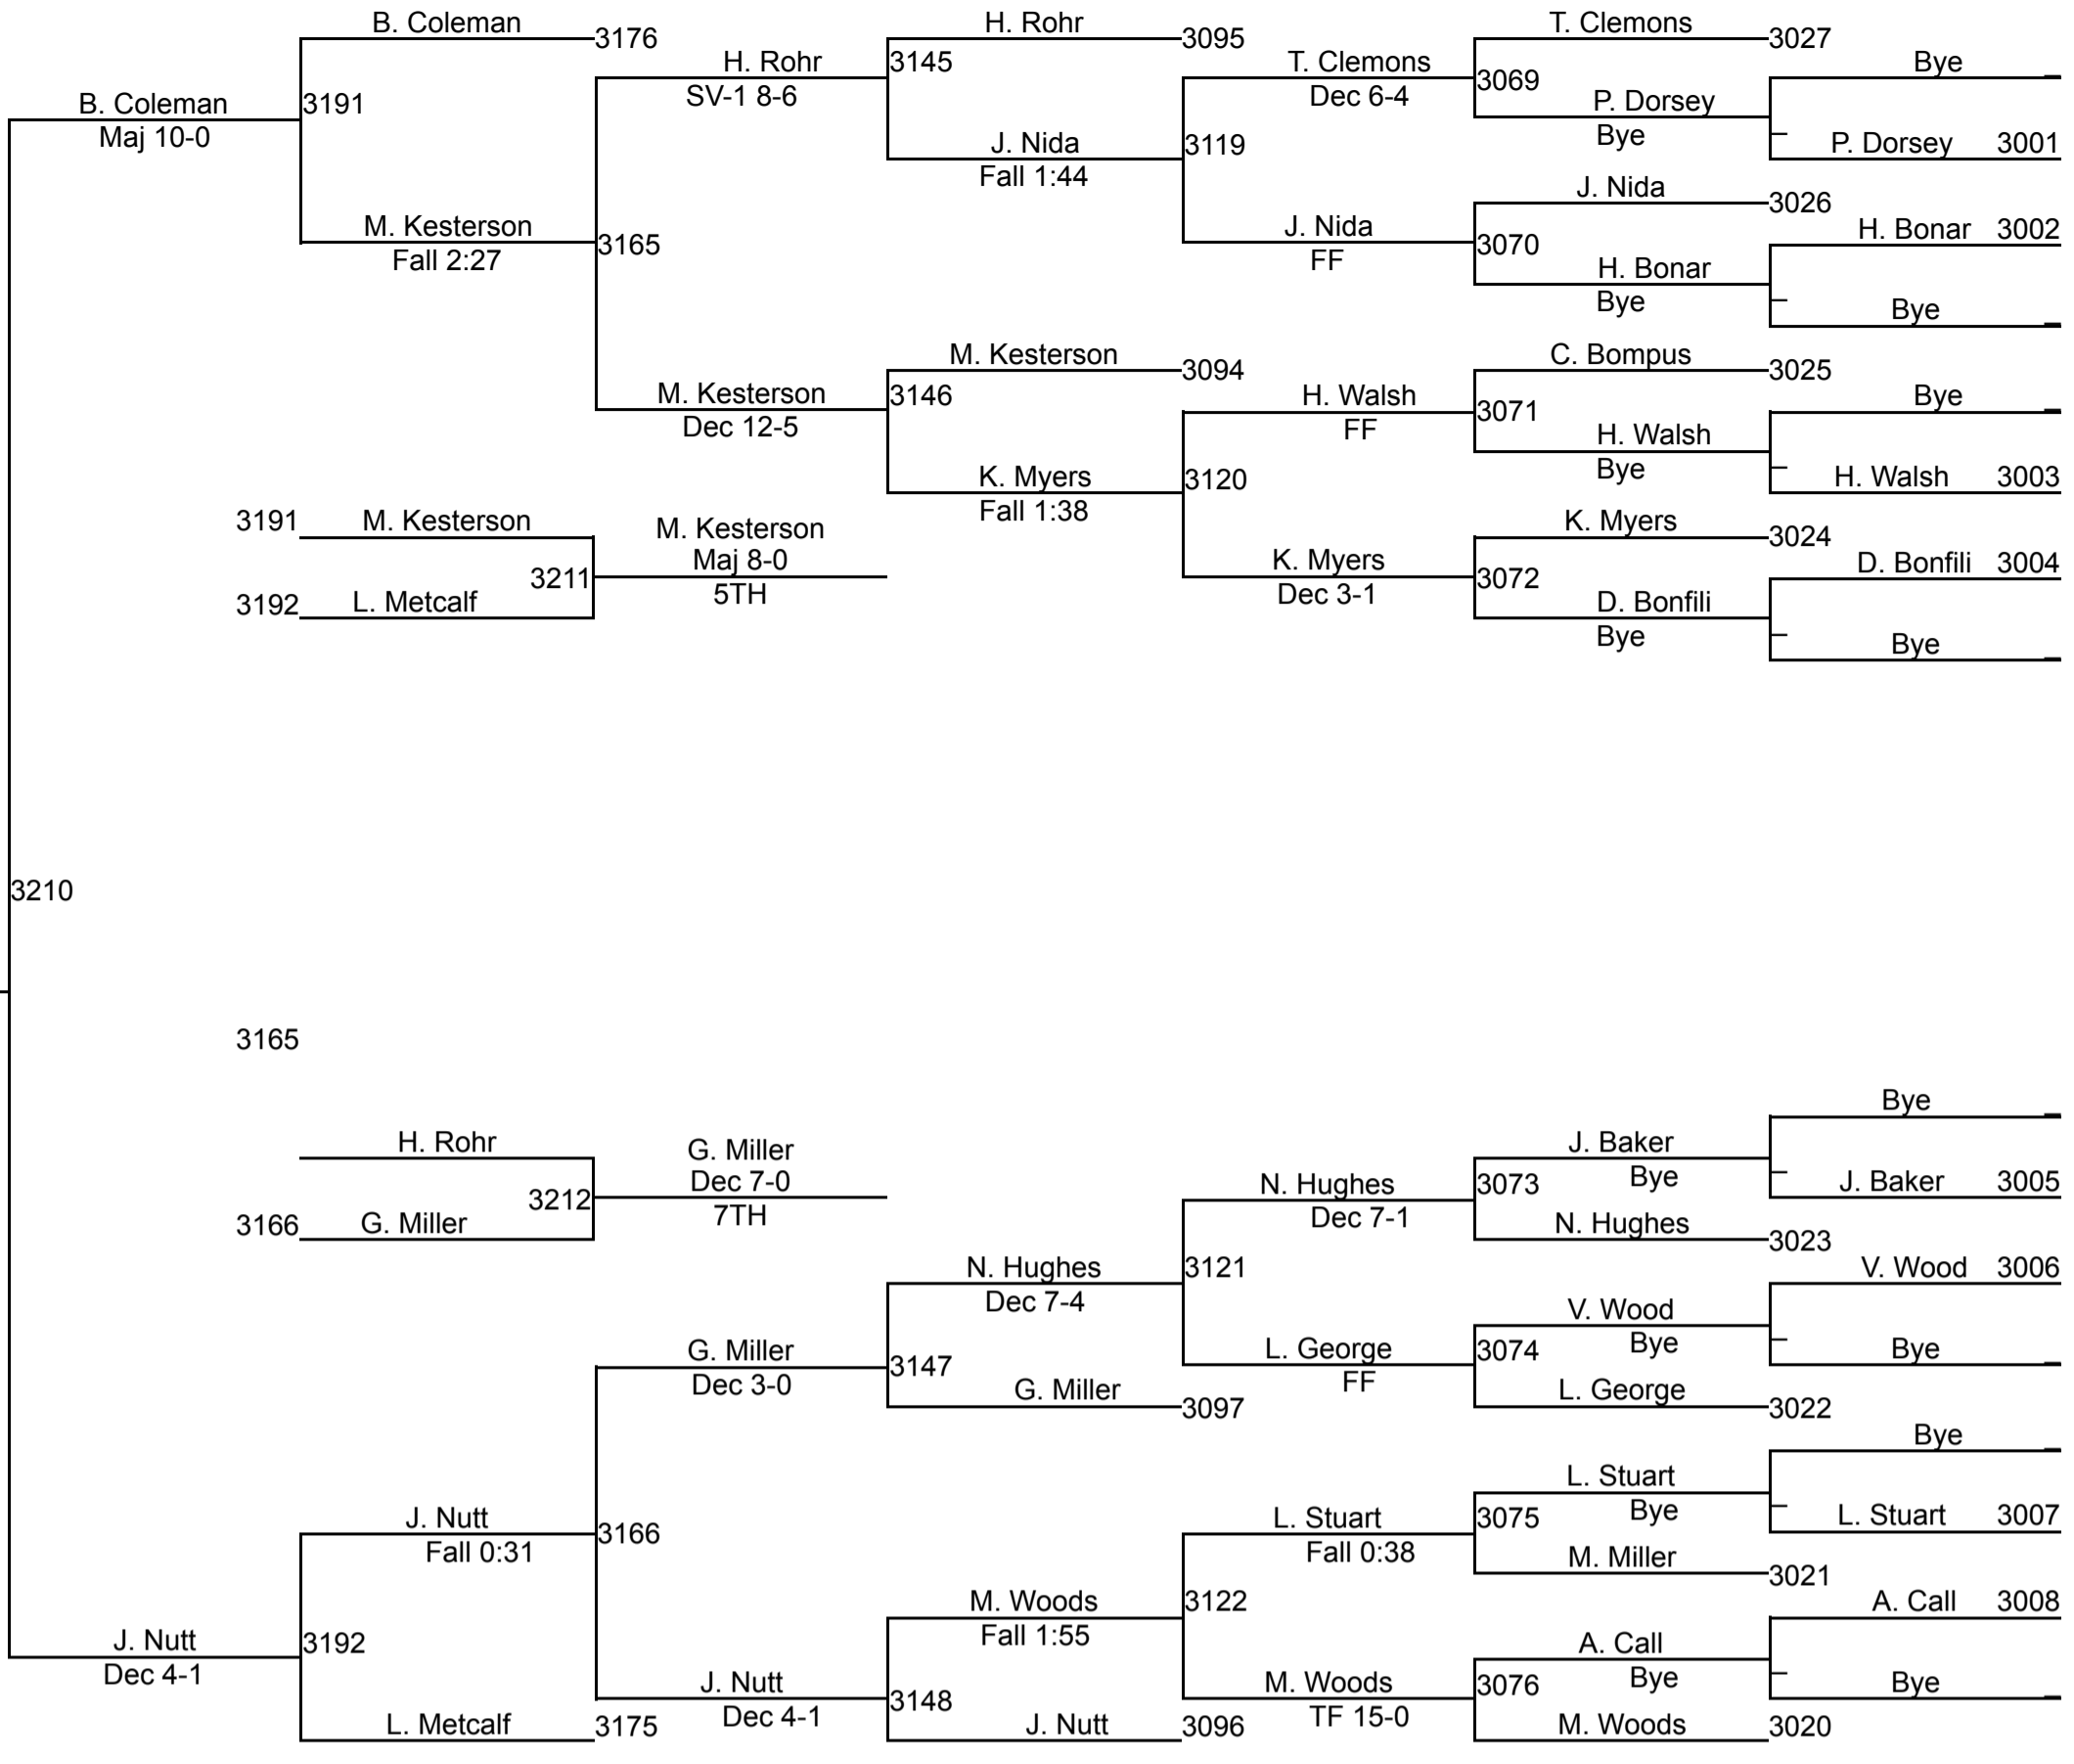 B. Coleman
3176
H. Rohr
3095
T. Clemons
3027
H. Rohr
3145
SV-1 8-6
T. Clemons
Dec 6-4
3069
Bye
_
B. Coleman
Maj 10-0
3191
P. Dorsey
Bye
J. Nida
Fall 1:44
3119
P. Dorsey 3001
J. Nida
3026
M. Kesterson
Fall 2:27
3165
J. Nida
FF
3070
H. Bonar 3002
H. Bonar
Bye
Bye
_
M. Kesterson
3094
C. Bompus
3025
M. Kesterson
Dec 12-5
3146
H. Walsh
FF
3071
Bye
_
H. Walsh
Bye
K. Myers
Fall 1:38
3120
H. Walsh 3003
3191 M. Kesterson
M. Kesterson
Maj 8-0
5TH
K. Myers
3024
3211
K. Myers
Dec 3-1
3072
D. Bonfili 3004
3192 L. Metcalf
D. Bonfili
Bye
Bye
_
3210
3165
Bye
_
H. Rohr
G. Miller
Dec 7-0
7TH
J. Baker
Bye
3212
N. Hughes
Dec 7-1
3073
J. Baker 3005
3166 G. Miller
N. Hughes
3023
N. Hughes
Dec 7-4
3121
V. Wood 3006
V. Wood
Bye
G. Miller
Dec 3-0
3147
L. George
FF
3074
Bye
_
G. Miller
3097
L. George
3022
Bye
_
L. Stuart
Bye
J. Nutt
Fall 0:31
3166
L. Stuart
Fall 0:38
3075
L. Stuart 3007
M. Miller
3021
M. Woods
Fall 1:55
3122
A. Call 3008
J. Nutt
Dec 4-1
3192
A. Call
Bye
J. Nutt
Dec 4-1
3148
M. Woods
TF 15-0
3076
Bye
_
L. Metcalf
3175
J. Nutt
3096
M. Woods
3020